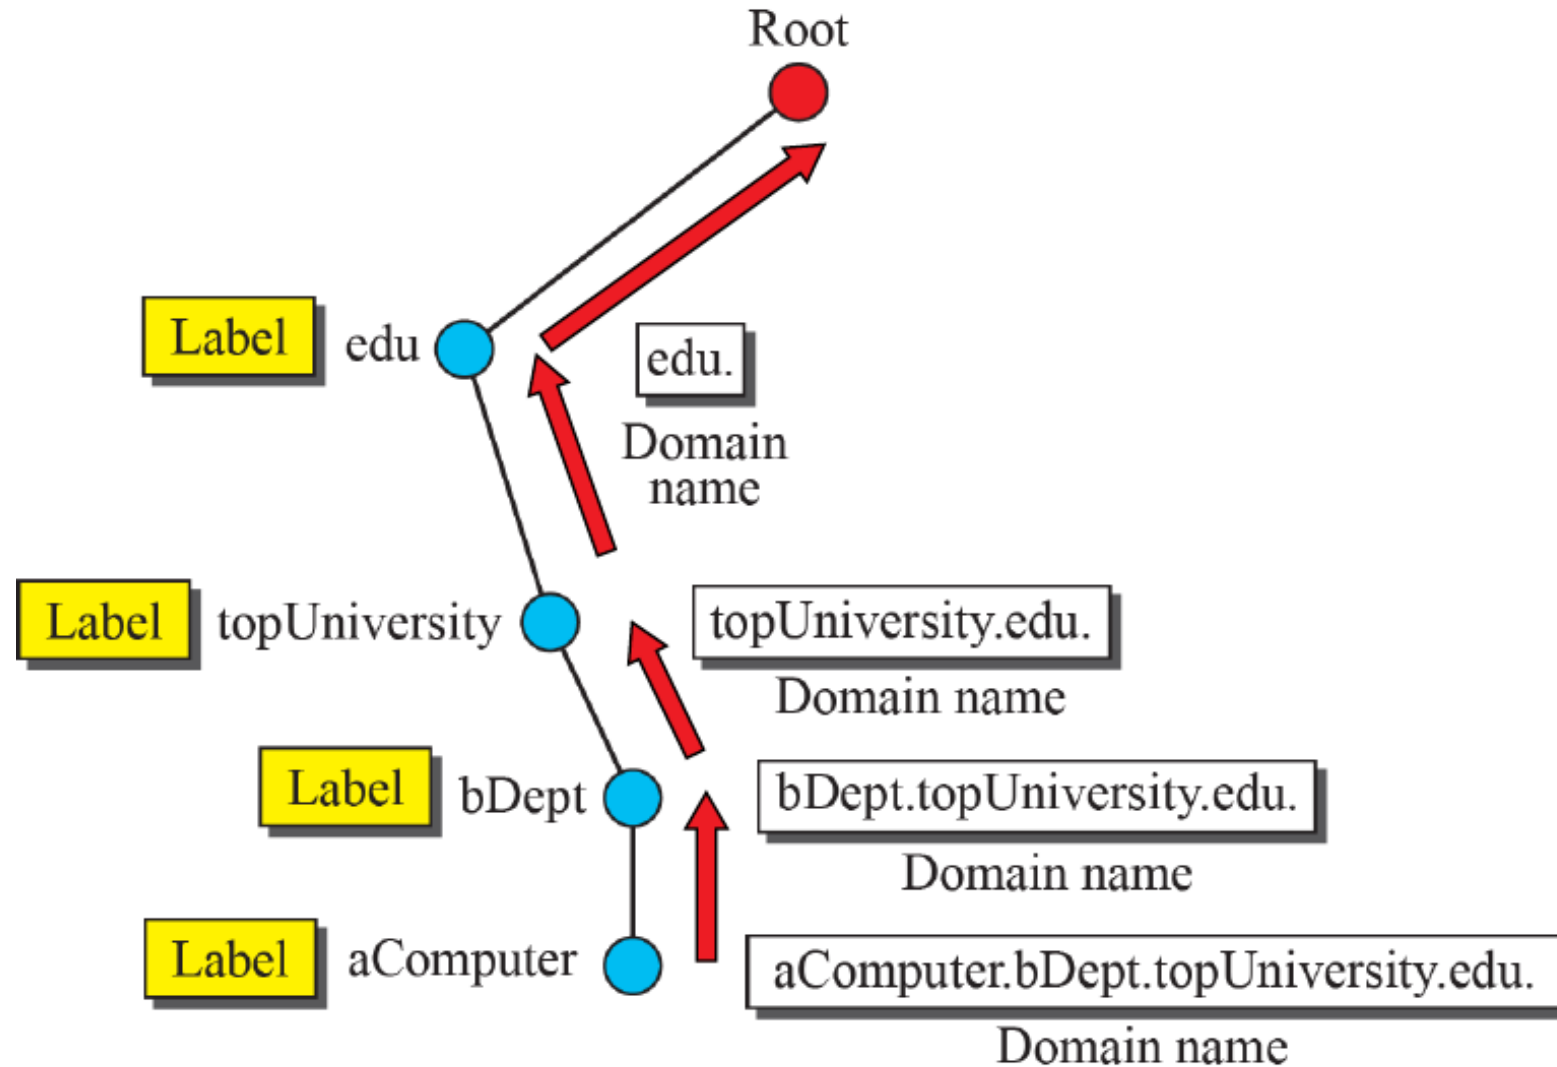 Root
Label edu
edu.
Domain
name
Label topUniversity
topUniversity.edu.
Domain name
Label bDept
bDept.topUniversity.edu.
Domain name
Label aComputer
aComputer.bDept.topUniversity.edu.
Domain name